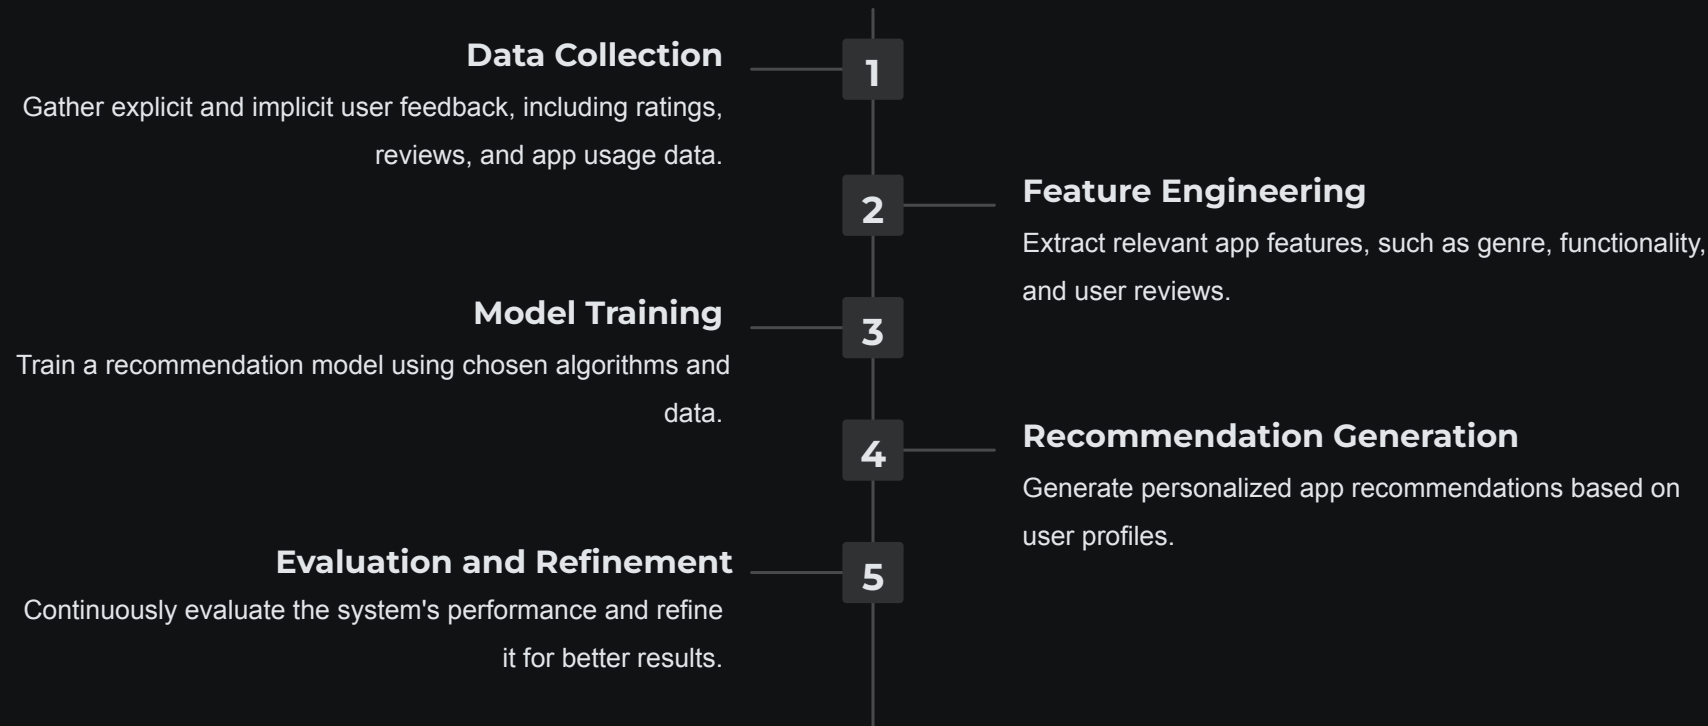 Data Collection
1
Gather explicit and implicit user feedback, including ratings,
reviews, and app usage data.
2
Feature Engineering
Extract relevant app features, such as genre, functionality,
and user reviews.
Model Training
3
Train a recommendation model using chosen algorithms and
data.
4
Recommendation Generation
Generate personalized app recommendations based on
user profiles.
Evaluation and Refinement
5
Continuously evaluate the system's performance and refine
it for better results.